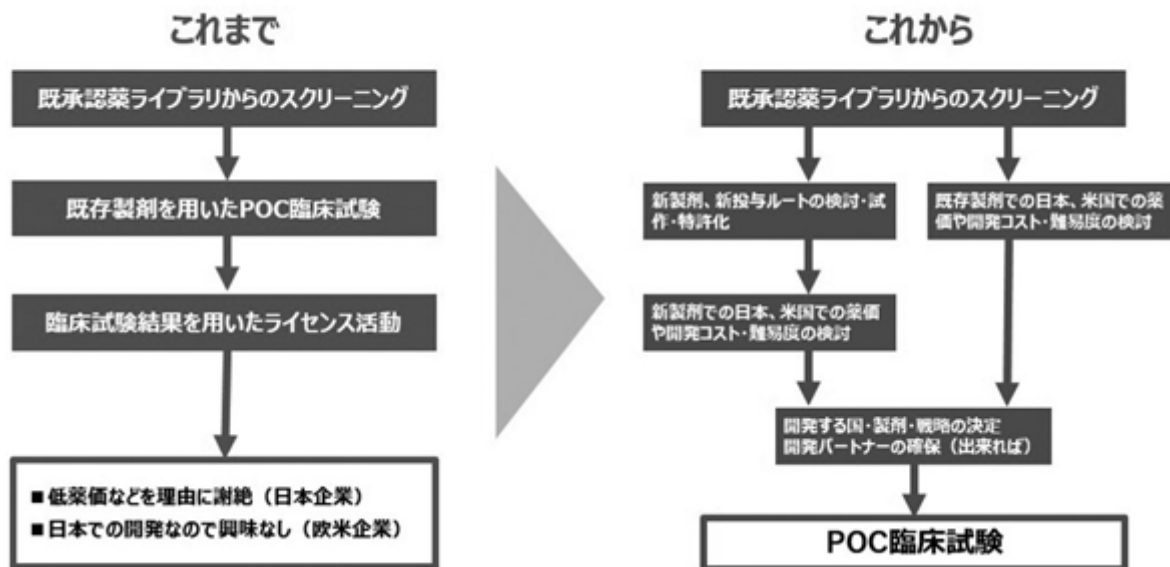 これまで
既承認薬ライブラリからのスクリーニング
既存製剤を用いたPOC臨床試験
臨床試験結果を用いたライセンス活動
■低薬価などを理由に謝絶（日本企業）
■日本での開発なので興味なし（欧米企業）
これから
既承認薬ライブラリからのスクリーニング
新製剤、新投与ルートの検討・試
作・特許化
既存製剤での日本、米国での薬
価や開発コスト・難易度の検討
新製剤での日本、米国での薬価
や開発コスト・難易度の検討
開発する国・製剤・戦略の決定
開発パートナーの確保（出来れば）
POC臨床試験